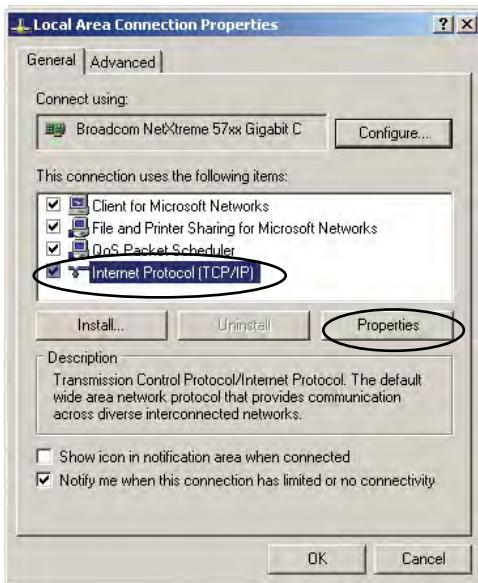 Local Area Connection Properties
General Advanced
Connect using:
Broadcom NetXtreme 57xx Gigabit C
Configure...
This connection uses the following items:
Client for Microsoft Networks
File and Printer Sharing for Microsoft Networks
QoS Packet Scheduler
Internet Protocol (TCP/IP)
Install... Uninstall Properties
Description
Transmission Control Protocol/Internet Protocol. The default
wide area network protocol that provides communication
across diverse interconnected networks.
Show icon in notification area when connected
Notify me when this connection has limited or no connectivity
OK Cancel